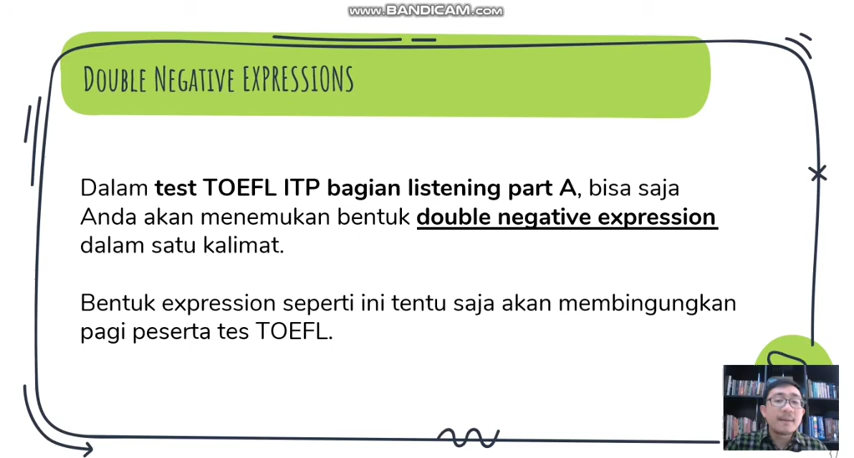 WWW.BANDICAM.COM
DOUBLE NEGATIVE EXPRESSIONS
Dalam test TOEFL ITP bagian listening part A, bisa saja
Anda akan menemukan bentuk double negative expression
dalam satu kalimat.
Bentuk expression seperti ini tentu saja akan membingungkan
pagi peserta tes TOEFL.